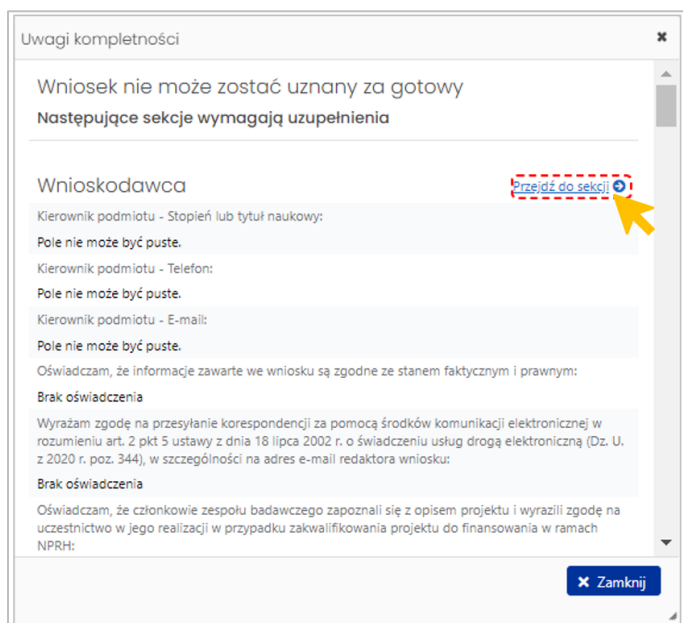 Uwagi kompletności
Wniosek nie może zostać uznany za gotowy
Następujące sekcje wymagają uzupełnienia
Wnioskodawca
Przejdź do sekcji
Kierownik podmiotu - Stopień lub tytuł naukowy:
Pole nie może być puste.
Kierownik podmiotu - Telefon:
Pole nie może być puste.
Kierownik podmiotu - E-mail:
Pole nie może być puste.
Oświadczam, że informacje zawarte we wniosku są zgodne ze stanem faktycznym i prawnym:
Brak oświadczenia
Wyrażam zgodę na przesyłanie korespondencji za pomocą środków komunikacji elektronicznej w
rozumieniu art. 2 pkt 5 ustawy z dnia 18 lipca 2002 r. o świadczeniu usług drogą elektroniczną (Dz. U.
z 2020 r. poz. 344), w szczególności na adres e-mail redaktora wniosku:
Brak oświadczenia
Oświadczam, że członkowie zespołu badawczego zapoznali się z opisem projektu i wyrazili zgodę na
uczestnictwo w jego realizacji w przypadku zakwalifikowania projektu do finansowania w ramach
NPRH:
Zamknij